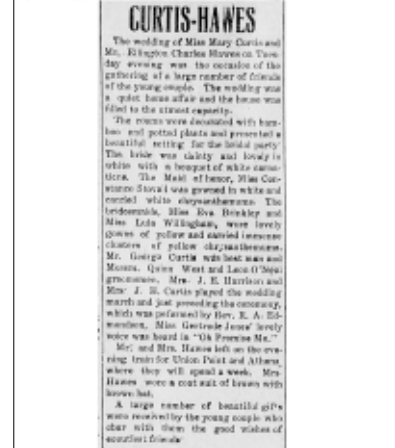 CURTIS-HAWES
The wedding of Miss Mary Curtis and
Mr. Ellington Charles Hawes on Tues-
day evening was the occasion of the
gathering of a large number of friends
of the young couple. The wedding was
a quiet home affair and the house was
filled to the utmost capacity.
The rooms were decorated with bam-
boo and potted plants and presented a
beautiful setting for the bridal party
The bride was dainty and lovely in
white with a bouquet of white carna-
tions. The Maid of honor, Miss Con-
stance Stovall was gowned in white and
carried white chrysanthemums. The
bridesmaids, Miss Eva Brinkley and
Miss Lula Willingham, wore lovely
gowns of yellow and carried immense
clusters of yellow chrysanthemums.
Mr. George Curtis was best man and
Messrs. Quinn West and Leon O'Neal
groomsmen. Mrs. J. E. Harrison and
Mrs. J. H. Curtis played the wedding
march and just preceding the ceremony,
which was peformed by Rev. R. A. Ed-
mondson, Miss Gertrude Jones' lovely
voice was heard in "Oh Promise Me."
Mr. and Mrs. Hawes left on the eve-
ning train for Union Point and Athens,
where they will spend a week. Mrs
Hawes wore a coat suit of brown with
brown hat.
A large number of beautiful gifts
were received by the young couple who
bear with them the good wishes of
countless friends